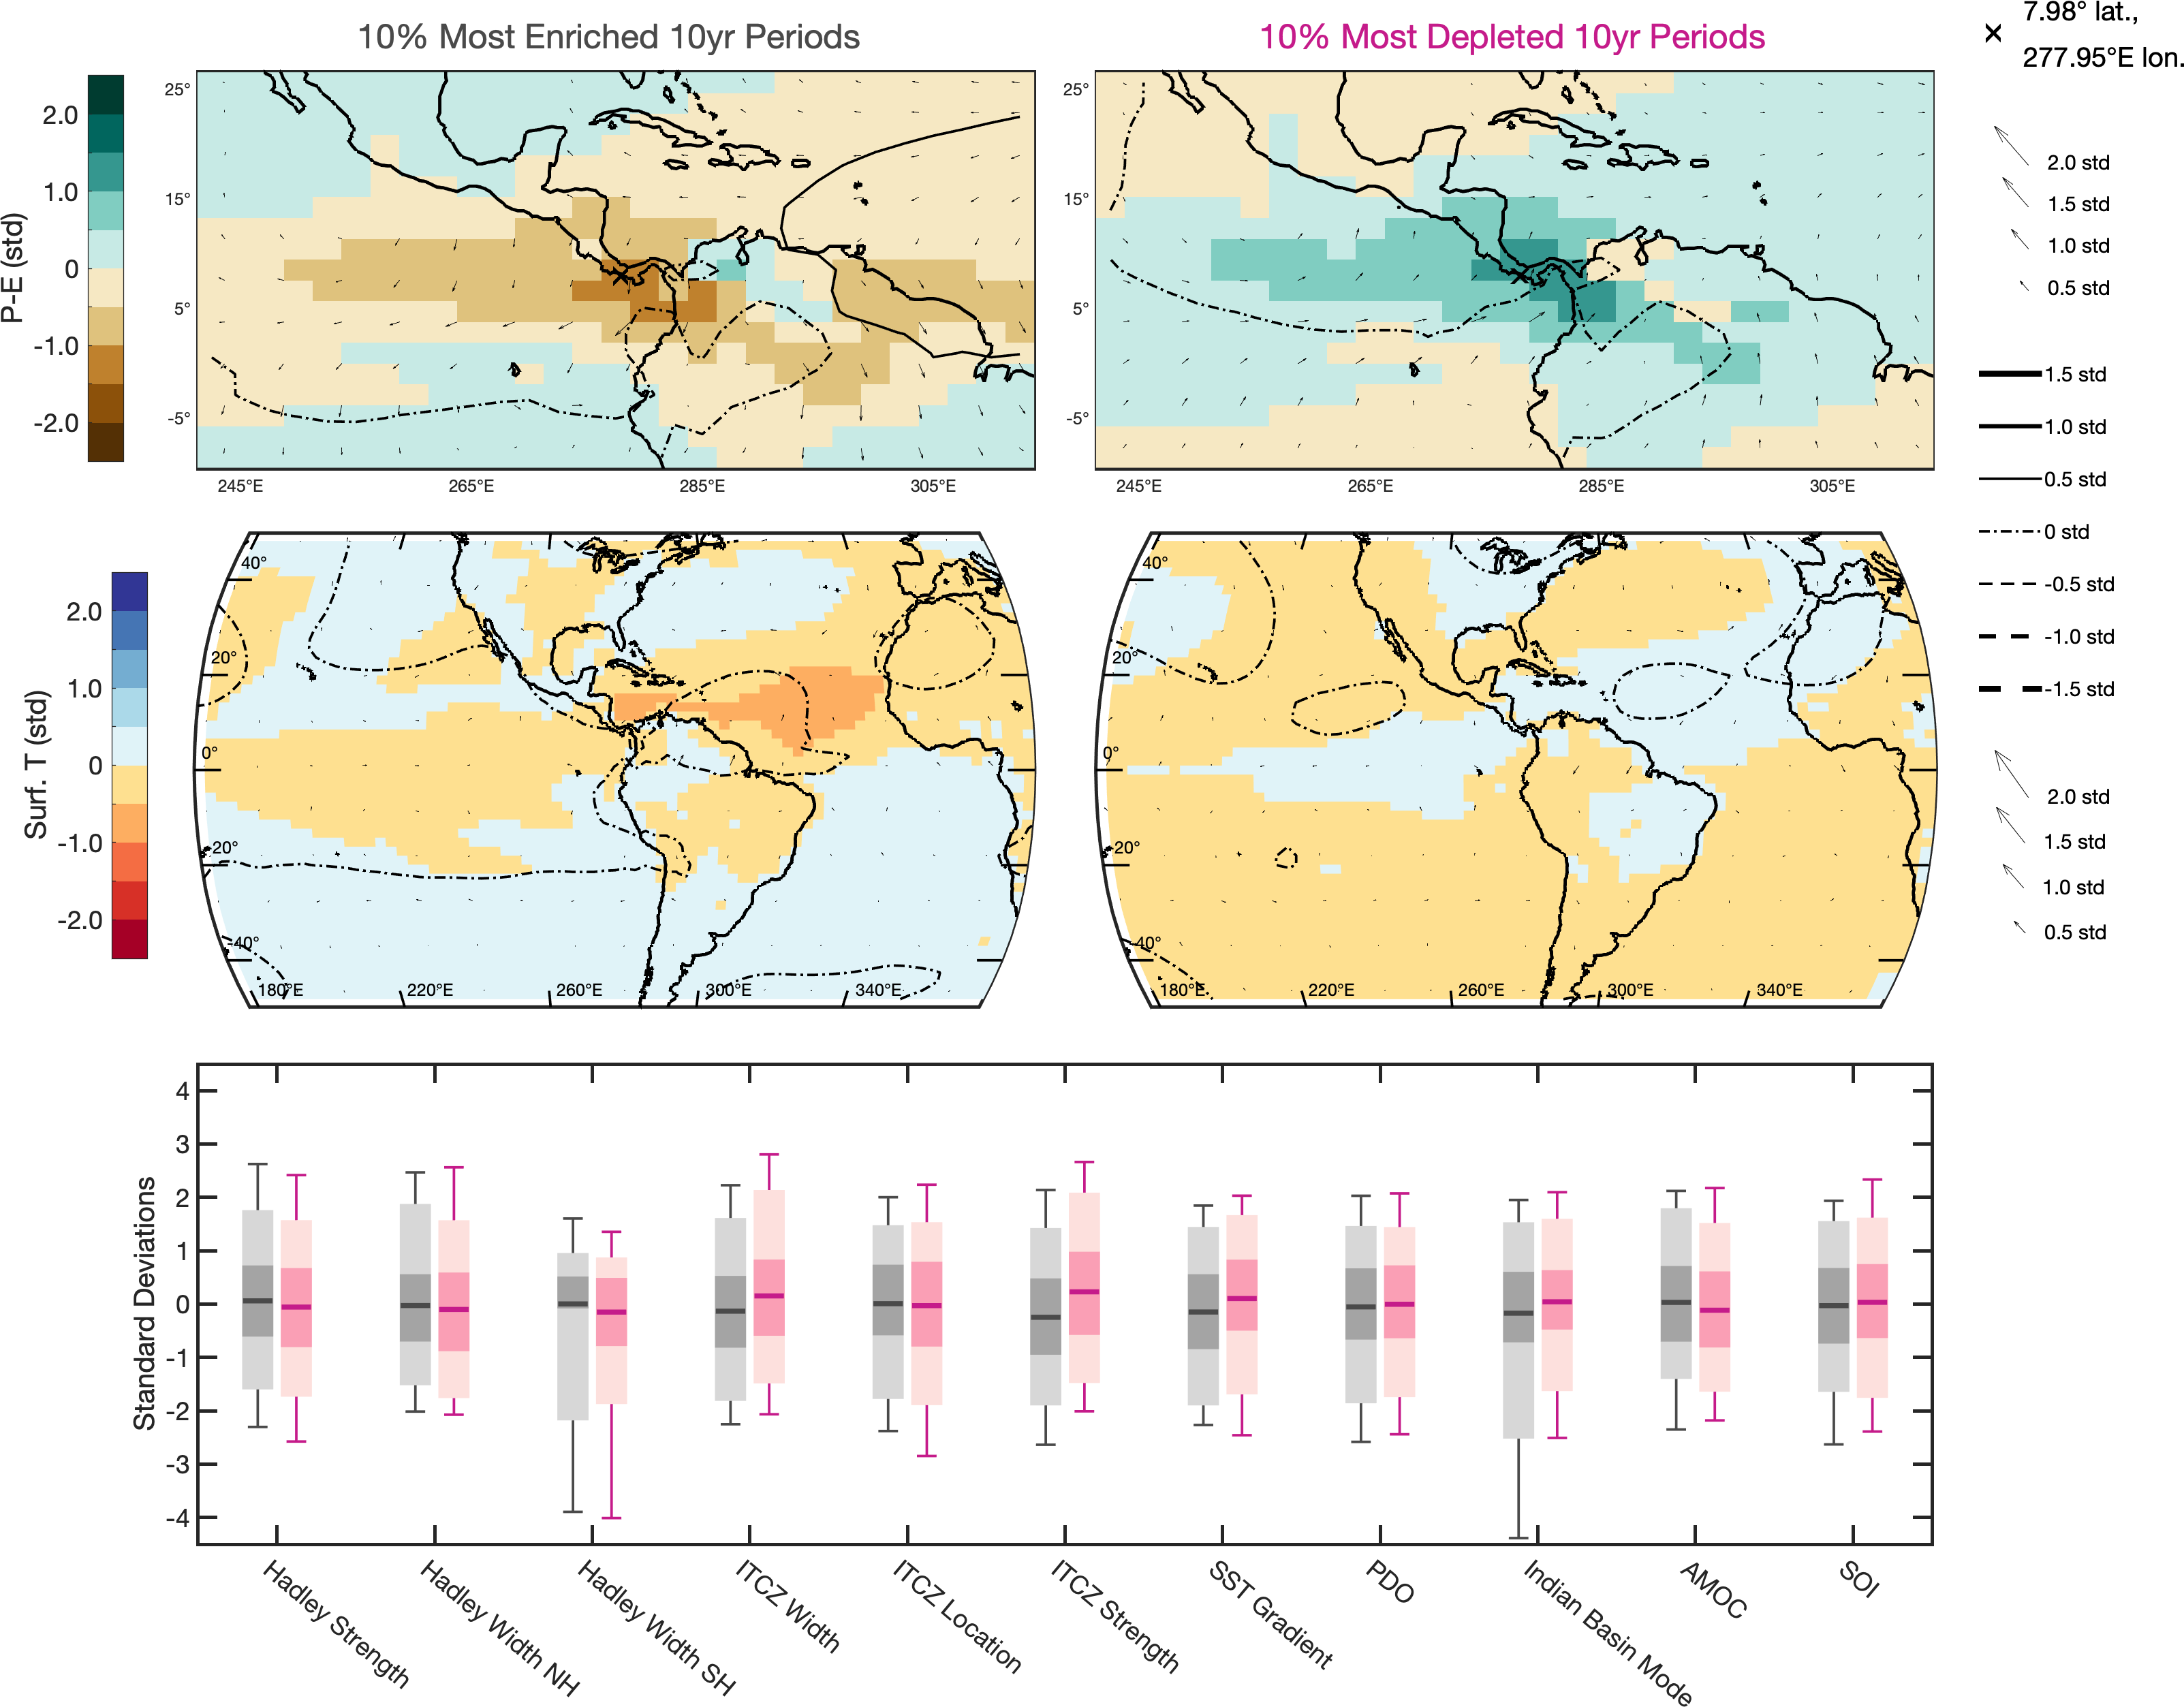 10% Most Enriched 10yr Periods
10% Most Depleted 10yr Periods
7.98° lat.,
277.95°E lon.
P-E (std)
2.0
1.0
0
-1.0
-2.0
25°
15°
5°
-5°
245°E
265°E
285°E
305°E
25°
15°
5°
-5°
245°E
265°E
285°E
305°E
2.0 std
1.5 std
1.0 std
0.5 std
1.5 std
1.0 std
0.5 std
0 std
-0.5 std
-1.0 std
-1.5 std
Surf. T (std)
2.0
1.0
0
-1.0
-2.0
40°
20°
0°
-20°
-40°
180°E
220°E
260°E
300°E
340°E
40°
20°
0°
-20°
-40°
180°E
220°E
260°E
300°E
340°E
2.0 std
1.5 std
1.0 std
0.5 std
Standard Deviations
4
3
2
1
0
-1
-2
-3
-4
Hadley Strength
Hadley Width NH
Hadley Width SH
ITCZ Width
ITCZ Location
ITCZ Strength
SST Gradient
PDO
Indian Basin Mode
AMOC
SOI